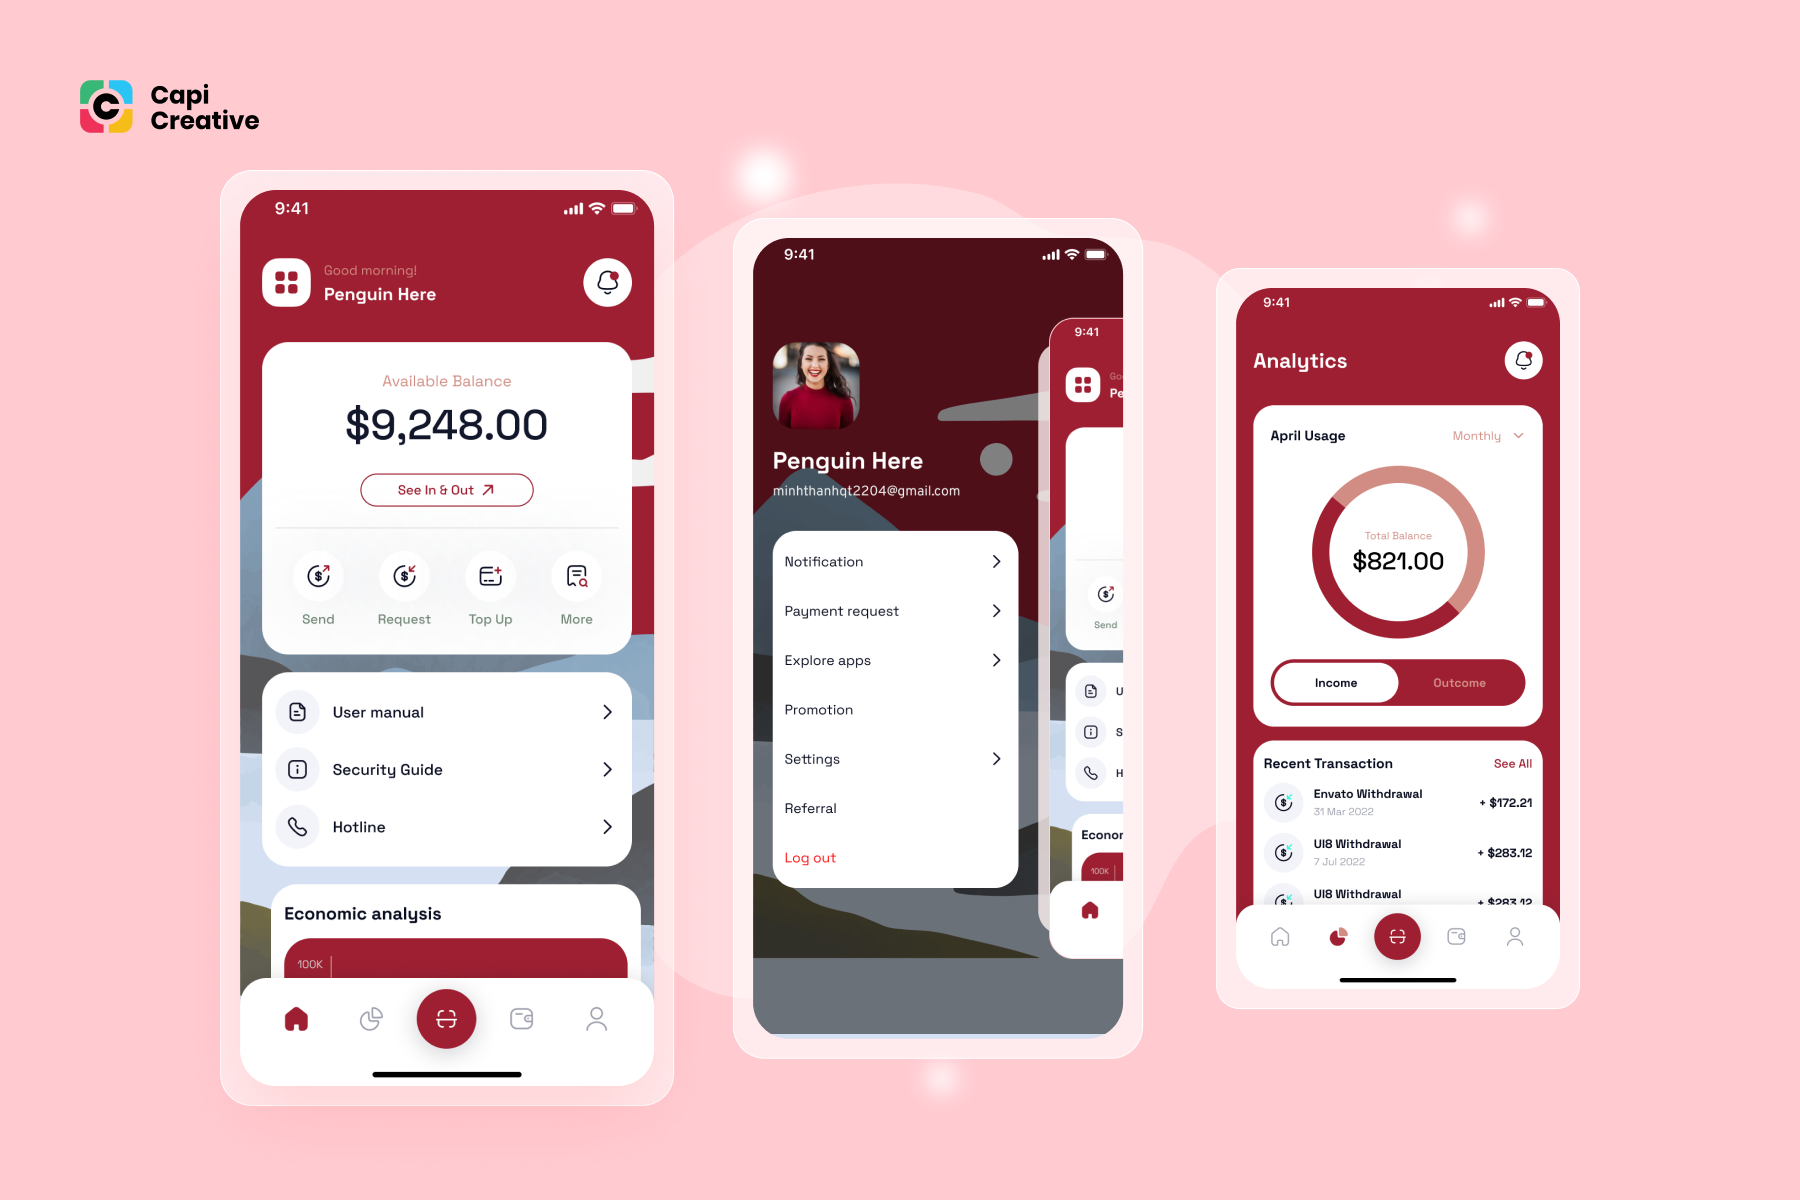 Capi
Creative
9:41
Good morning!
Penguin Here
Available Balance
$9,248.00
See In & Out
Send
Request
Top Up
More
User manual
Security Guide
Hotline
Economic analysis
100K
9:41
Penguin Here
minhthanhqt2204@gmail.com
Notification
Payment request
Explore apps
Promotion
Settings
Referral
Log out
9:41
Send
100K
9:41
Analytics
April Usage
Monthly
Total Balance
$821.00
Income
Outcome
Recent Transaction
See All
Envato Withdrawal
+ $172.21
31 Mar 2022
UI8 Withdrawal
+ $283.12
7 Jul 2022
UI8 Withdrawal
+ $283.12